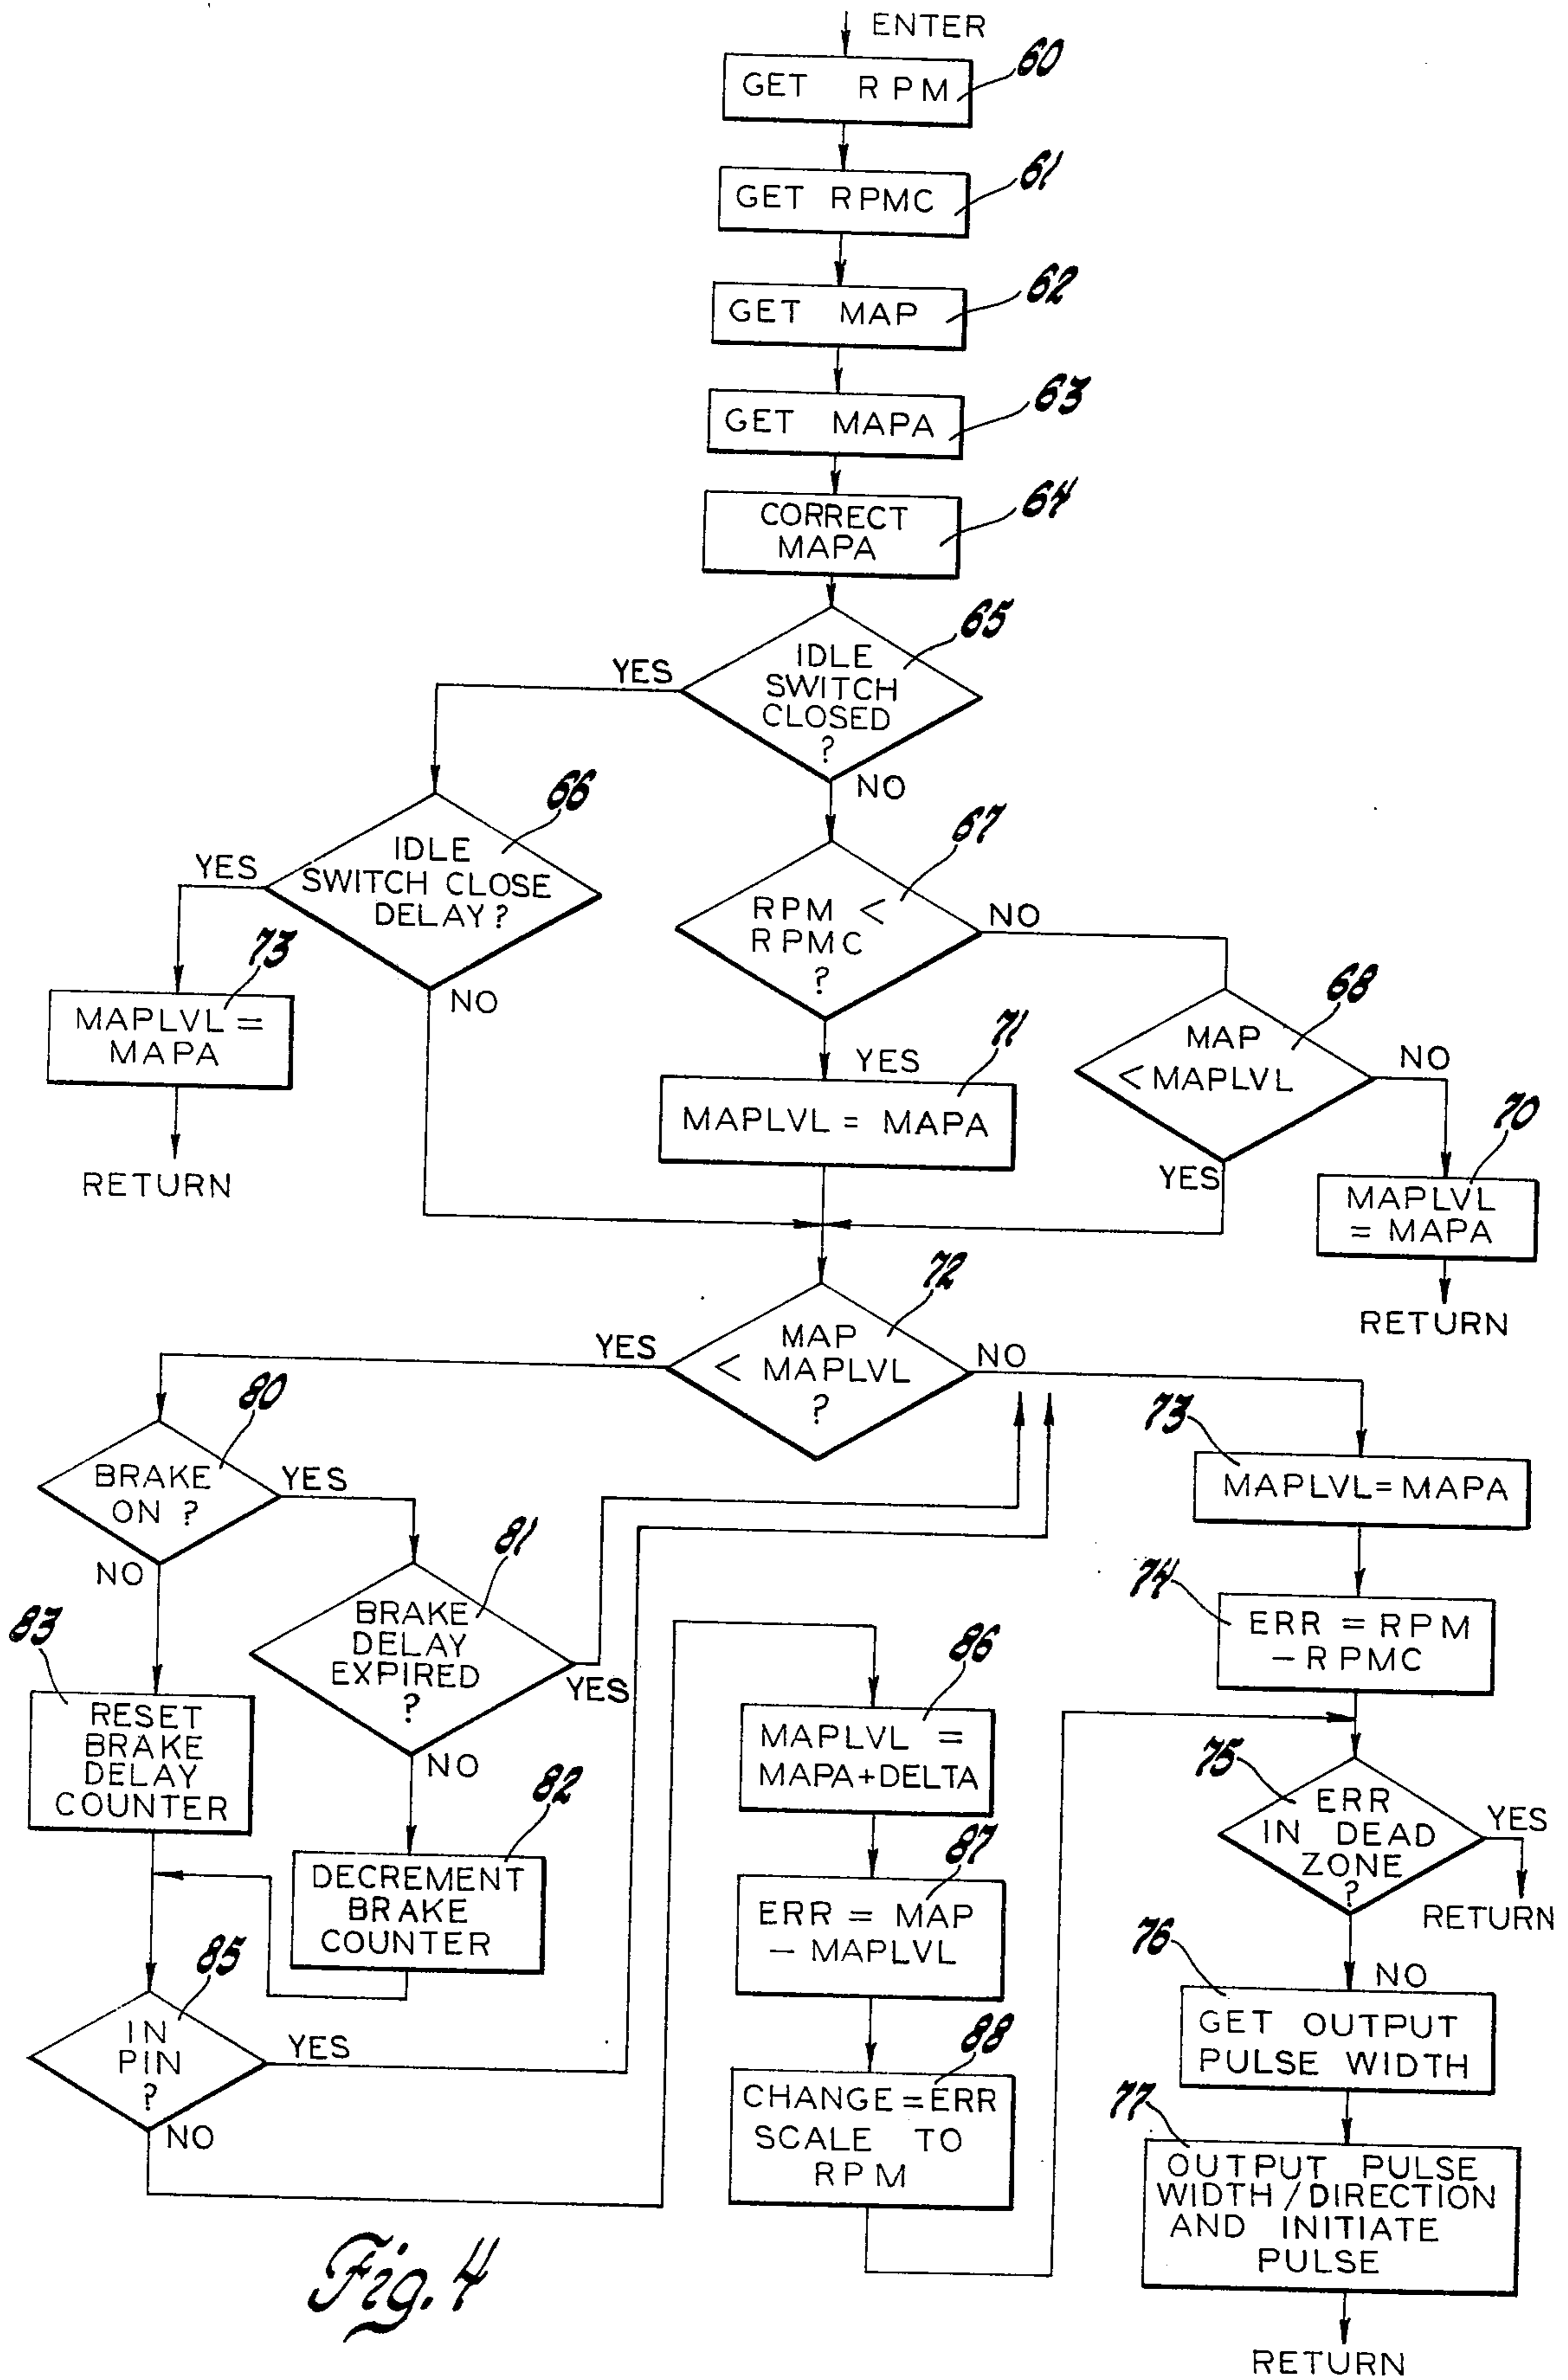 ENTER
GET RPM
60
GET RPMC
61
GET MAP
62
GET MAPA
63
CORRECT
MAPA
64
IDLE
SWITCH
CLOSED
?
65
YES
NO
IDLE
SWITCH CLOSE
DELAY?
66
YES
NO
73
MAPLVL =
MAPA
RETURN
RPM <
RPMC
?
67
NO
YES
MAP
< MAPLVL
68
NO
YES
71
MAPLVL = MAPA
70
MAPLVL
= MAPA
RETURN
MAP
< MAPLVL
?
72
YES
NO
BRAKE
ON ?
80
YES
NO
BRAKE
DELAY
EXPIRED
?
81
YES
NO
83
RESET
BRAKE
DELAY
COUNTER
82
DECREMENT
BRAKE
COUNTER
IN
PIN
?
85
YES
NO
86
MAPLVL =
MAPA+DELTA
87
ERR = MAP
- MAPLVL
88
CHANGE = ERR
SCALE TO
RPM
73
MAPLVL = MAPA
74
ERR = RPM
- RPMC
75
ERR
IN DEAD
ZONE
?
YES
RETURN
NO
76
GET OUTPUT
PULSE WIDTH
77
OUTPUT PULSE
WIDTH / DIRECTION
AND INITIATE
PULSE
RETURN
Fig. 4